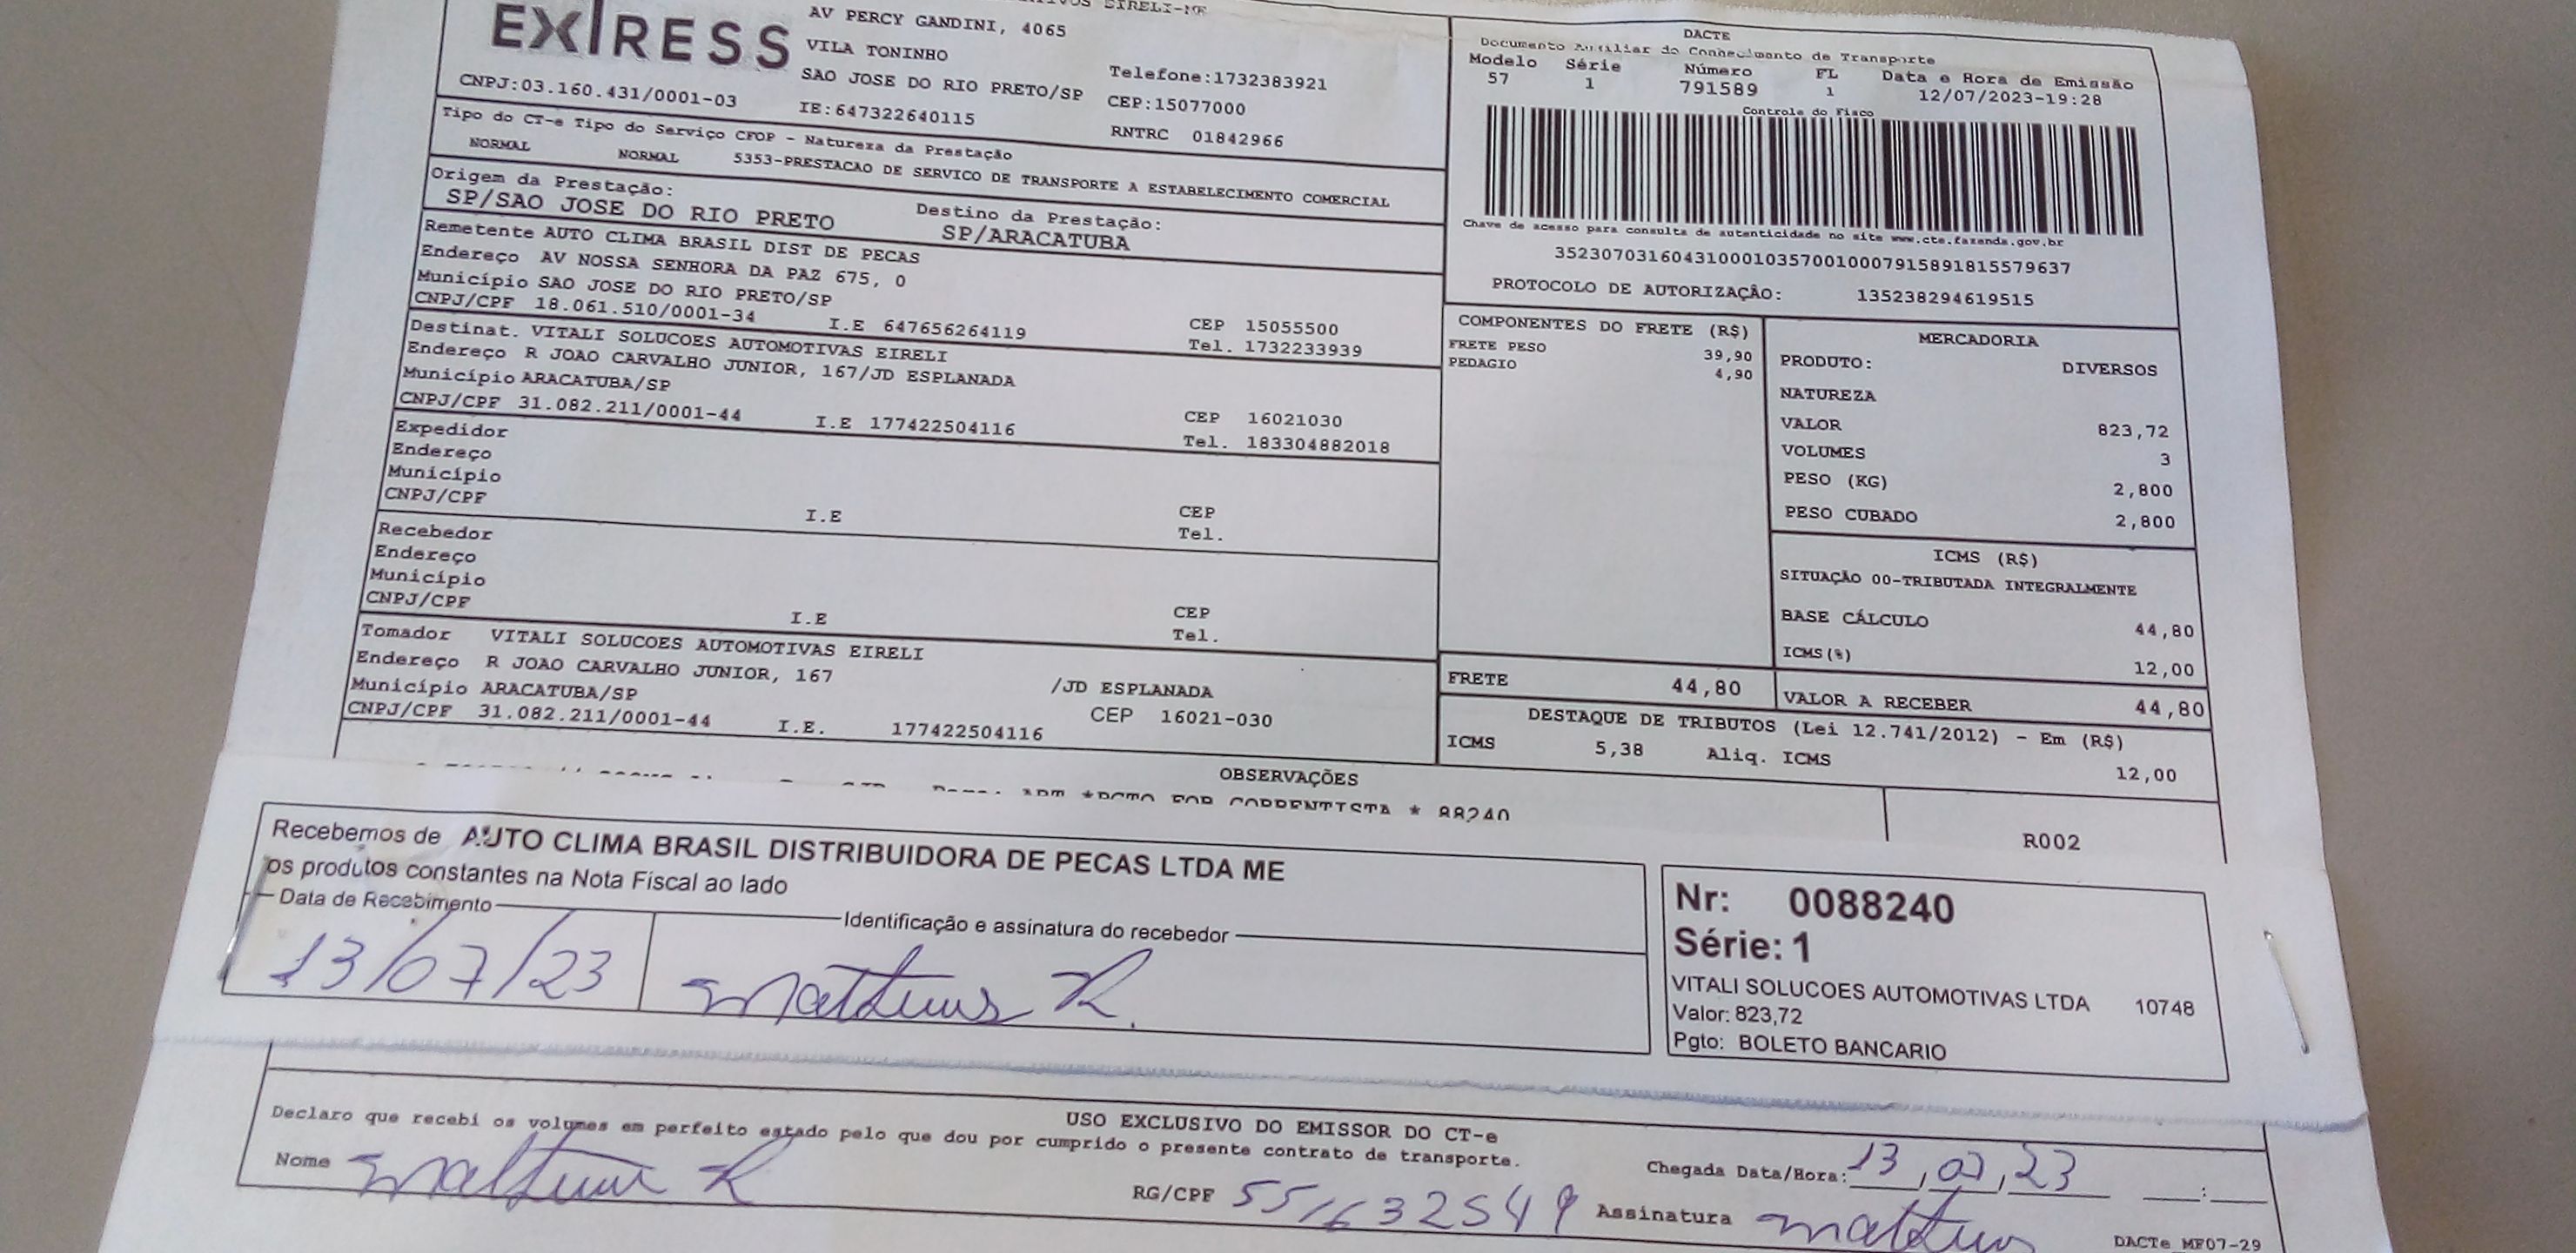 EIRELI-ME
EXPRESS
AV PERCY GANDINI, 4065
VILA TONINHO
SAO JOSE DO RIO PRETO/SP
Telefone:1732383921
CNPJ:03.160.431/0001-03
IE:647322640115
CEP:15077000
RNTRC 01842966
Tipo do CT-e Tipo do Serviço CFOP - Natureza da Prestação
NORMAL NORMAL 5353-PRESTACAO DE SERVICO DE TRANSPORTE A ESTABELECIMENTO COMERCIAL
Origem da Prestação:
SP/SAO JOSE DO RIO PRETO
Destino da Prestação:
SP/ARACATUBA
DACTE
Documento Auxiliar do Conhecimento de Transporte
Modelo Série Número FL Data e Hora de Emissão
57 1 791589 1 12/07/2023-19:28
Controle do Fisco
Chave de acesso para consulta de autenticidade no site www.cte.fazenda.gov.br
35230703160431000103570010007915891815579637
PROTOCOLO DE AUTORIZAÇÃO: 135238294619515
Remetente AUTO CLIMA BRASIL DIST DE PECAS
Endereço AV NOSSA SENHORA DA PAZ 675, 0
Município SAO JOSE DO RIO PRETO/SP
CEP 15055500
CNPJ/CPF 18.061.510/0001-34 I.E 647656264119 Tel. 1732233939
Destinat. VITALI SOLUCOES AUTOMOTIVAS EIRELI
Endereço R JOAO CARVALHO JUNIOR, 167/JD ESPLANADA
Município ARACATUBA/SP
CEP 16021030
CNPJ/CPF 31.082.211/0001-44 I.E 177422504116 Tel. 183304882018
Expedidor
Endereço
Município
CEP
CNPJ/CPF I.E Tel.
Recebedor
Endereço
Município
CEP
CNPJ/CPF I.E Tel.
Tomador VITALI SOLUCOES AUTOMOTIVAS EIRELI
Endereço R JOAO CARVALHO JUNIOR, 167 /JD ESPLANADA
Município ARACATUBA/SP CEP 16021-030
CNPJ/CPF 31.082.211/0001-44 I.E. 177422504116
COMPONENTES DO FRETE (R$)
FRETE PESO 39,90
PEDAGIO 4,90
FRETE 44,80
MERCADORIA
PRODUTO: DIVERSOS
NATUREZA
VALOR 823,72
VOLUMES 3
PESO (KG) 2,800
PESO CUBADO 2,800
ICMS (R$)
SITUAÇÃO 00-TRIBUTADA INTEGRALMENTE
BASE CÁLCULO 44,80
ICMS(%) 12,00
VALOR A RECEBER 44,80
DESTAQUE DE TRIBUTOS (Lei 12.741/2012) - Em (R$)
ICMS 5,38 Aliq. ICMS 12,00
OBSERVAÇÕES
*PGTO FOR CORRENTISTA * 88240
R002
Recebemos de AUTO CLIMA BRASIL DISTRIBUIDORA DE PECAS LTDA ME
os produtos constantes na Nota Fiscal ao lado
Data de Recebimento
Identificação e assinatura do recebedor
13/07/23
Mattheus R.
Nr: 0088240
Série: 1
VITALI SOLUCOES AUTOMOTIVAS LTDA 10748
Valor: 823,72
Pgto: BOLETO BANCARIO
USO EXCLUSIVO DO EMISSOR DO CT-e
Declaro que recebi os volumes em perfeito estado pelo que dou por cumprido o presente contrato de transporte.
Chegada Data/Hora: 13,07,23 :
Nome Mattheus R RG/CPF Assinatura Mattheus
DACTe MF07-29